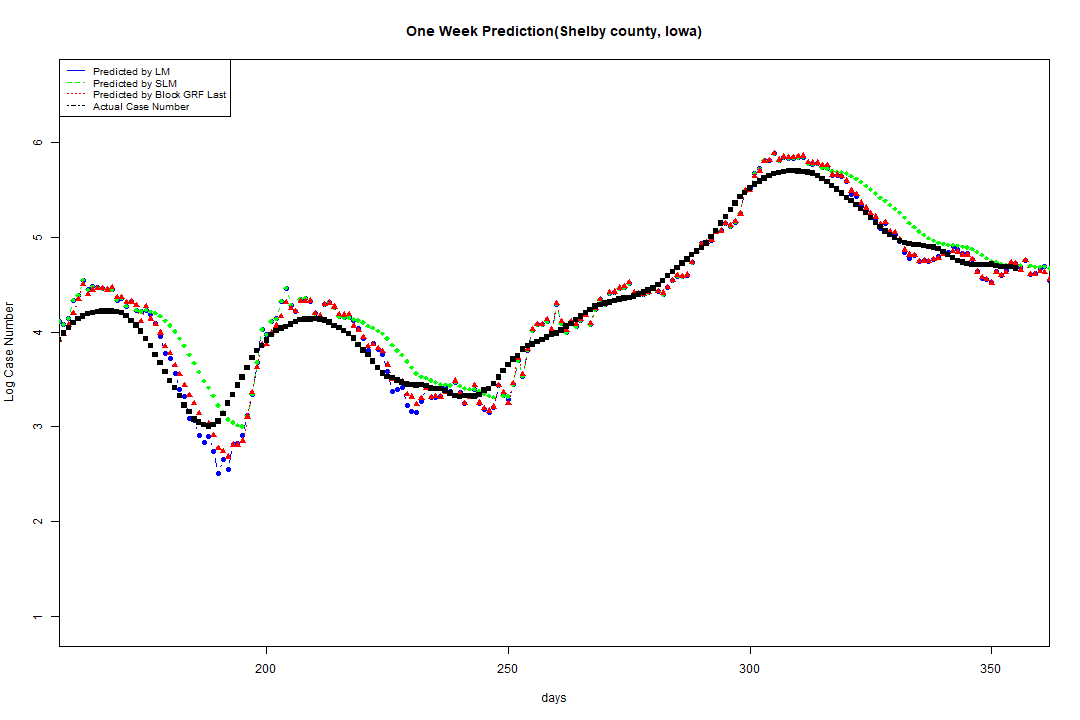 One Week Prediction(Shelby county, Iowa)
Predicted by LM
Predicted by SLM
Predicted by Block GRF Last
Actual Case Number
6
5
4
3
2
1
Log Case Number
200 250 300 350
days